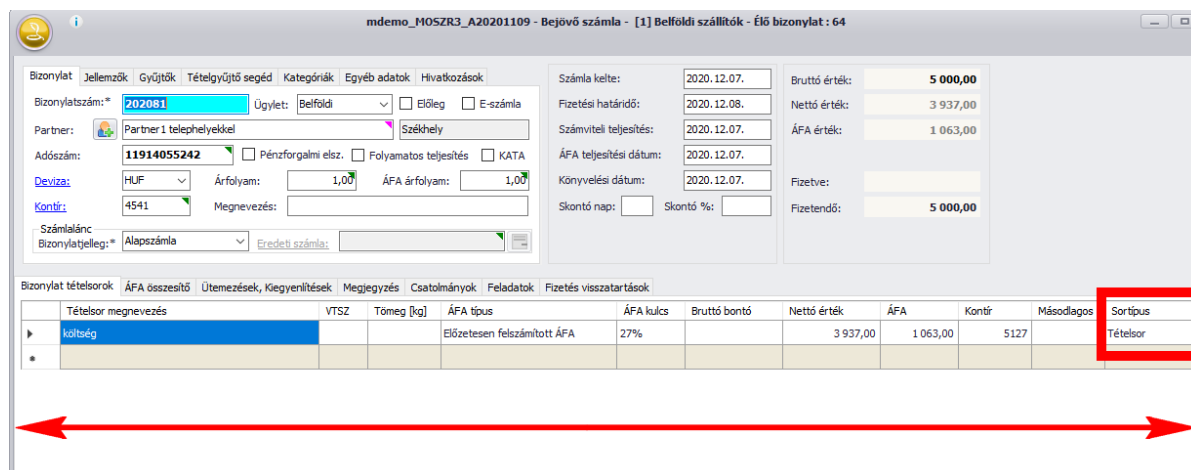 mdemo_MOSZR3_A20201109 - Bejövő számla - [1] Belföldi szállítók - Élő bizonylat : 64
Bizonylat Jellemzők Gyűjtők Tételgyűjtő segéd Kategóriák Egyéb adatok Hivatkozások
Bizonylatszám:* 202081 Ügylet: Belföldi Előleg E-számla
Partner: Partner1 telephelyekkel Székhely
Adószám: 11914055242 Pénzforgalmi elsz. Folyamatos teljesítés KATA
Deviza: HUF Árfolyam: 1,00 ÁFA árfolyam: 1,00
Kontír: 4541 Megnevezés:
Számlalánc
Bizonylatjelleg:* Alapszámla Eredeti számla:
Számla kelte: 2020.12.07.
Fizetési határidő: 2020.12.08.
Számviteli teljesítés: 2020.12.07.
ÁFA teljesítési dátum: 2020.12.07.
Könyvelési dátum: 2020.12.07.
Skontó nap: Skontó %:
Bruttó érték: 5 000,00
Nettó érték: 3 937,00
ÁFA érték: 1 063,00
Fizetve:
Fizetendő: 5 000,00
Bizonylat tételsorok ÁFA összesítő Ütemezések, Kiegyenlítések Megjegyzés Csatolmányok Feladatok Fizetés visszatartások
Tételsor megnevezés VTSZ Tömeg [kg] ÁFA típus ÁFA kulcs Bruttó bontó Nettó érték ÁFA Kontír Másodlagos Sortípus
költség Előzetesen felszámított ÁFA 27% 3 937,00 1 063,00 5127 Tételsor